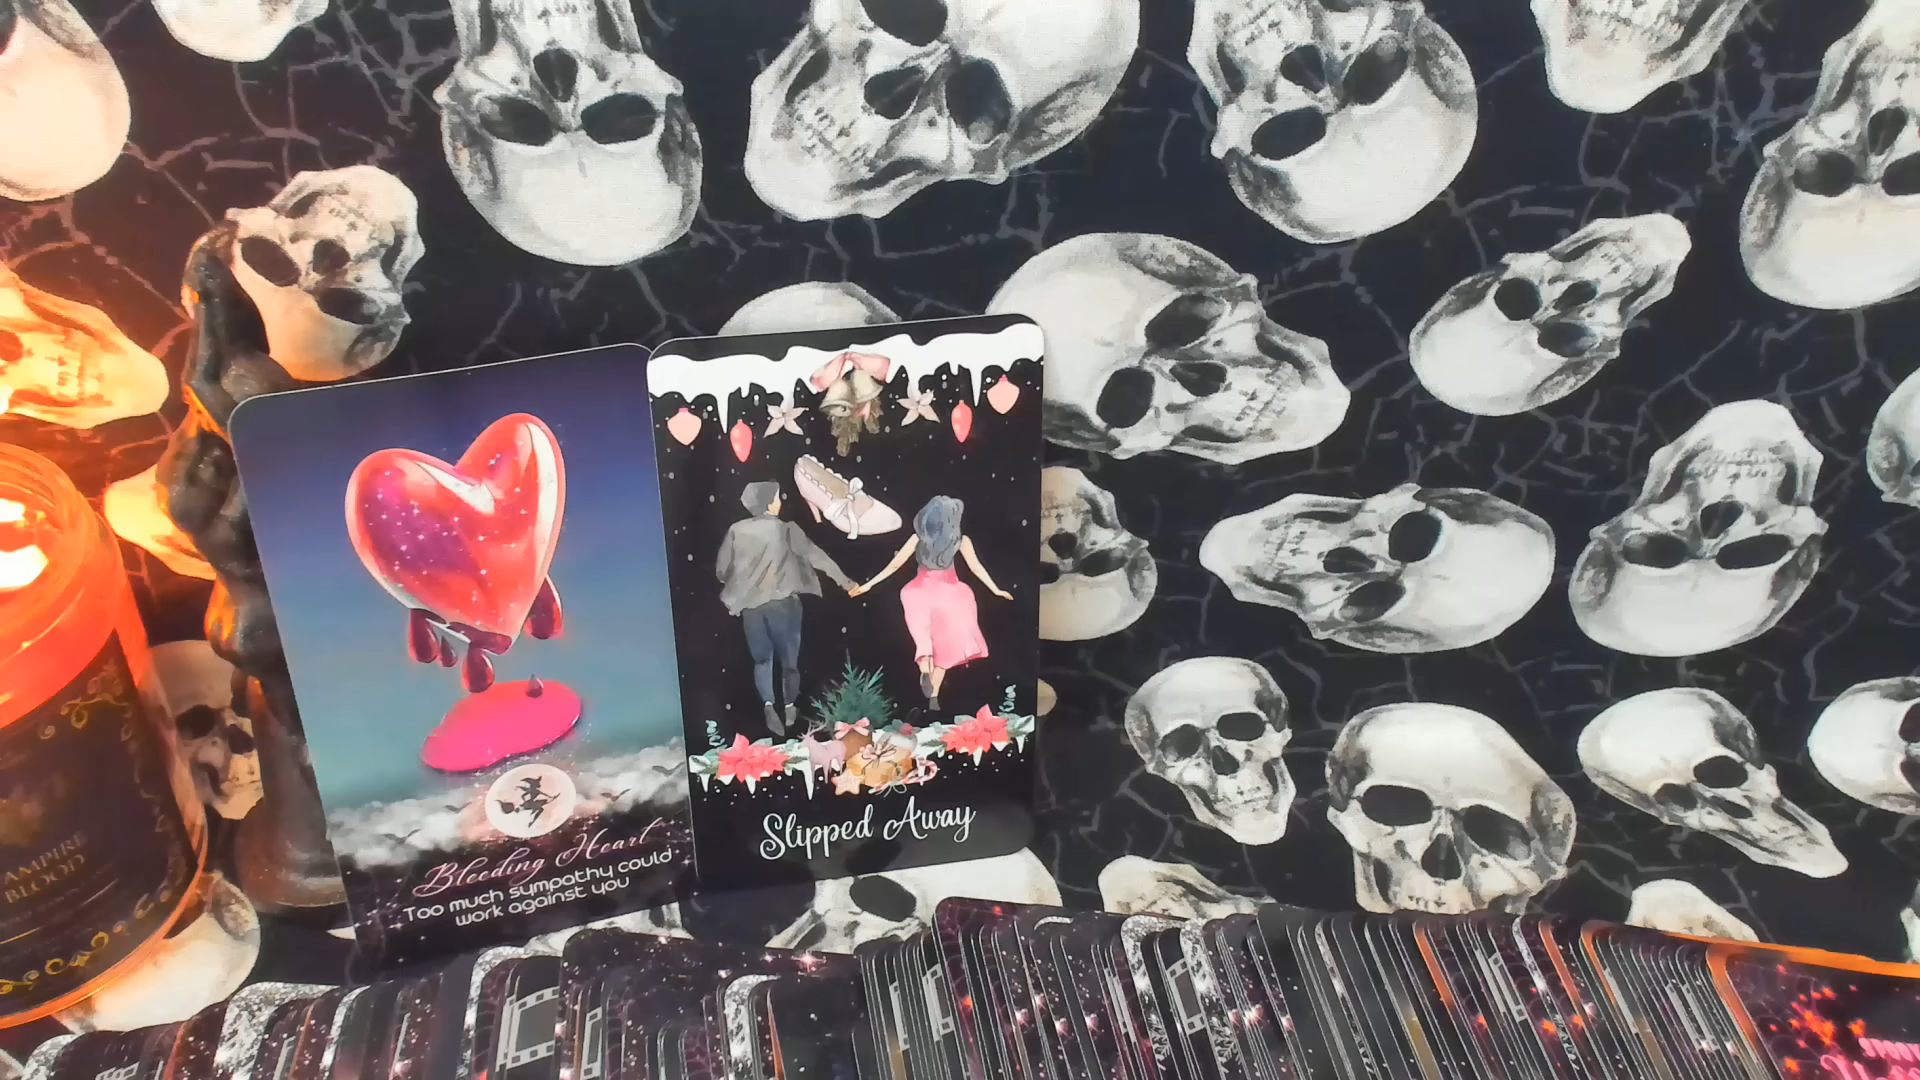 Bleeding Heart
Too much sympathy could
work against you
Slipped Away
AMPIRE
BLOOD